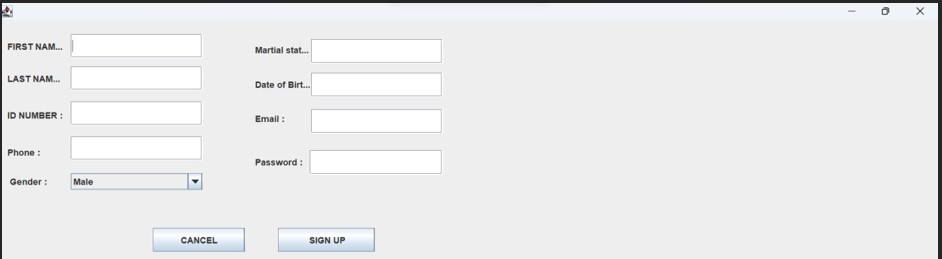 FIRST NAM...
LAST NAM...
ID NUMBER :
Phone :
Gender :
Male
Martial stat...
Date of Birt...
Email :
Password :
CANCEL
SIGN UP